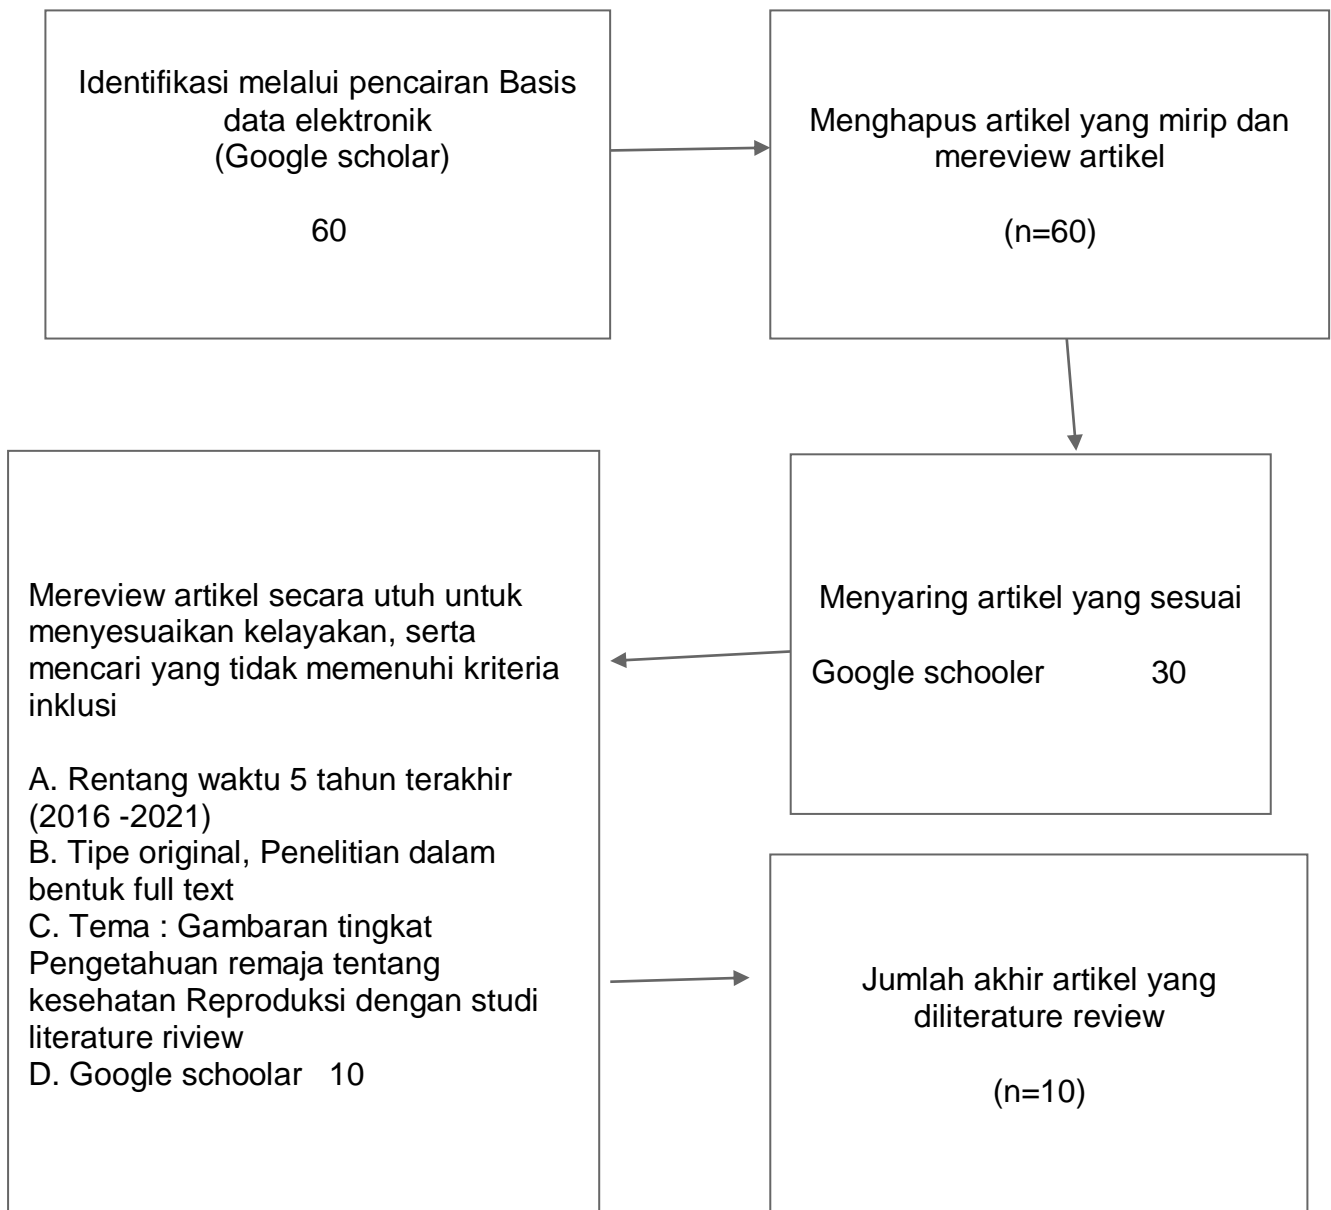 Identifikasi melalui pencairan Basis
data elektronik
(Google scholar)
60
Menghapus artikel yang mirip dan
mereview artikel
(n=60)
Menyaring artikel yang sesuai
Google schooler 30
Mereview artikel secara utuh untuk
menyesuaikan kelayakan, serta
mencari yang tidak memenuhi kriteria
inklusi
A. Rentang waktu 5 tahun terakhir
(2016 -2021)
B. Tipe original, Penelitian dalam
bentuk full text
C. Tema : Gambaran tingkat
Pengetahuan remaja tentang
kesehatan Reproduksi dengan studi
literature riview
D. Google schoolar 10
Jumlah akhir artikel yang
diliterature review
(n=10)